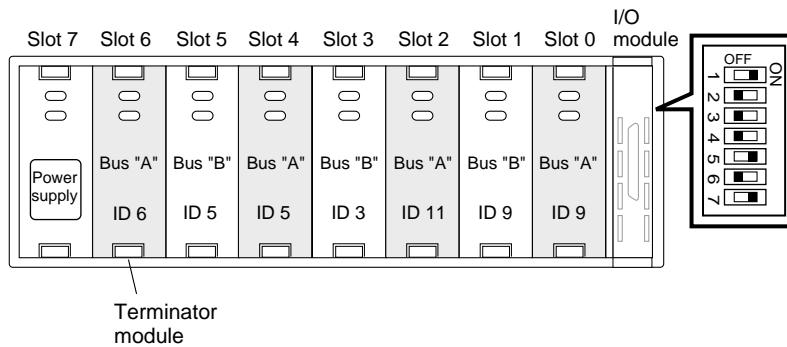 Slot 7 Slot 6 Slot 5 Slot 4 Slot 3 Slot 2 Slot 1 Slot 0
I/O
module
OFF
ON
1
2
3
4
5
6
7
Power
supply
Bus "A" Bus "B" Bus "A" Bus "B" Bus "A" Bus "B" Bus "A"
ID 6 ID 5 ID 5 ID 3 ID 11 ID 9 ID 9
Terminator
module